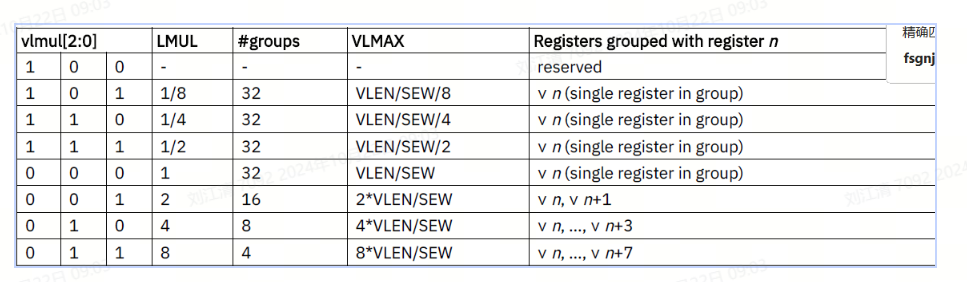 vlmul[2:0] LMUL #groups VLMAX Registers grouped with register n
1 0 0 - - - reserved
1 0 1 1/8 32 VLEN/SEW/8 v n (single register in group)
1 1 0 1/4 32 VLEN/SEW/4 v n (single register in group)
1 1 1 1/2 32 VLEN/SEW/2 v n (single register in group)
0 0 0 1 32 VLEN/SEW v n (single register in group)
0 0 1 2 16 2*VLEN/SEW v n, v n+1
0 1 0 4 8 4*VLEN/SEW v n, ..., v n+3
0 1 1 8 4 8*VLEN/SEW v n, ..., v n+7
精确
fsgnj